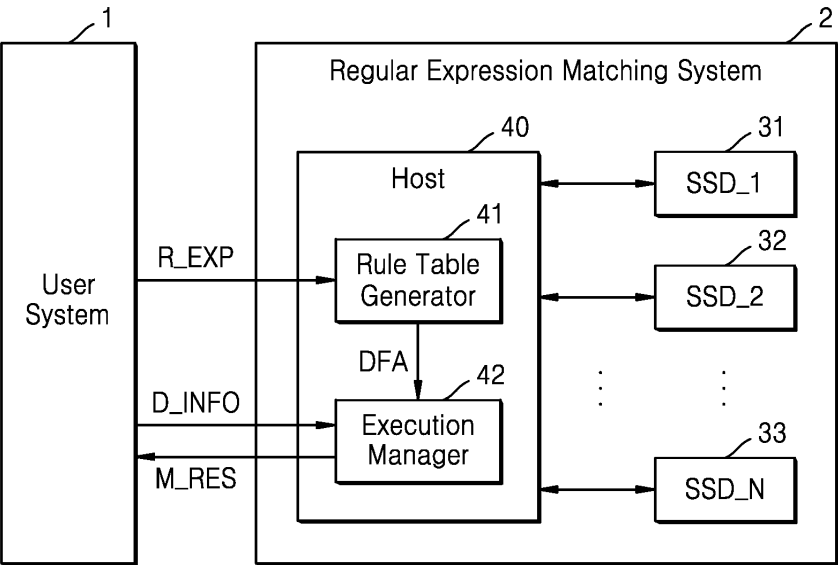 1
2
Regular Expression Matching System
40
31
Host
SSD_1
41
R_EXP
Rule Table
Generator
32
User
System
SSD_2
DFA
42
D_INFO
Execution
Manager
33
M_RES
SSD_N